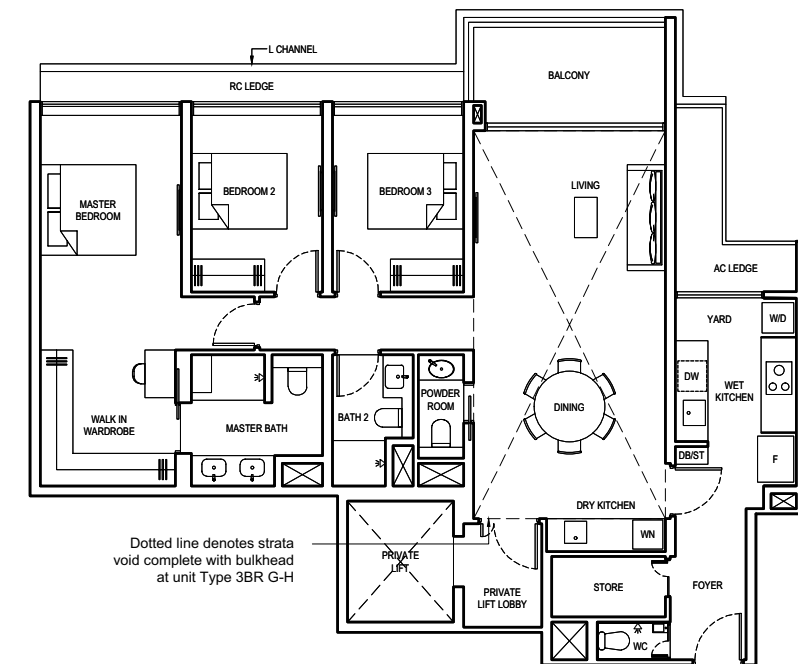 L CHANNEL
BALCONY
RC LEDGE
LIVING
BEDROOM 2
BEDROOM 3
MASTER
BEDROOM
AC LEDGE
YARD
W/D
DW
WET
KITCHEN
POWDER
ROOM
DINING
BATH 2
WALK IN
WARDROBE
MASTER BATH
DB/ST
F
DRY KITCHEN
WN
Dotted line denotes strata
void complete with bulkhead
at unit Type 3BR G-H
PRIVATE
LIFT
PRIVATE
LIFT LOBBY
STORE
FOYER
WC